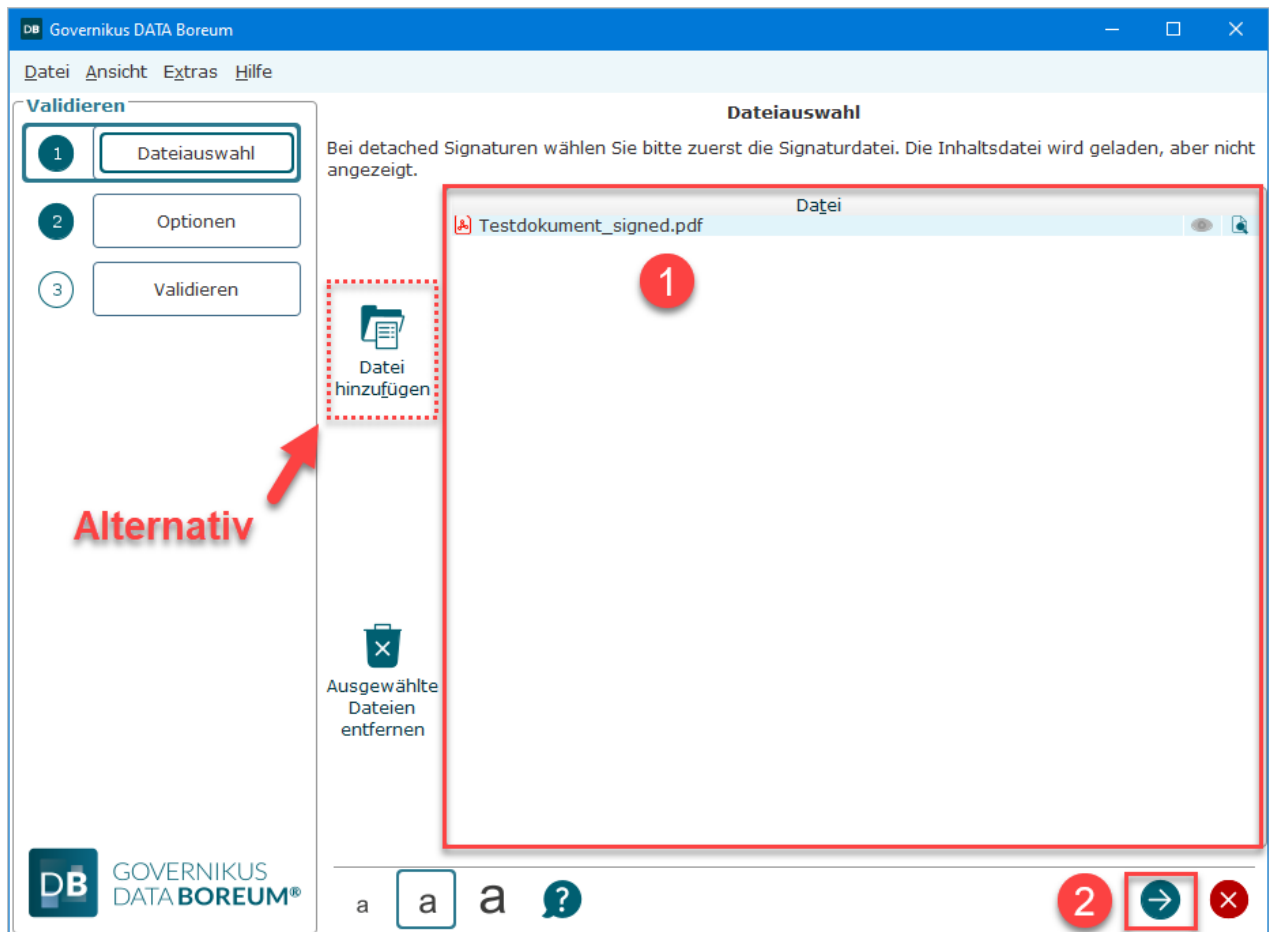 DB Governikus DATA Boreum
Datei Ansicht Extras Hilfe
Validieren
1 Dateiauswahl
2 Optionen
3 Validieren
Dateiauswahl
Bei detached Signaturen wählen Sie bitte zuerst die Signaturdatei. Die Inhaltsdatei wird geladen, aber nicht
angezeigt.
Datei
Testdokument_signed.pdf
1
Datei
hinzufügen
Alternativ
Ausgewählte
Dateien
entfernen
DB GOVERNIKUS
DATA BOREUM®
a a a ? 2